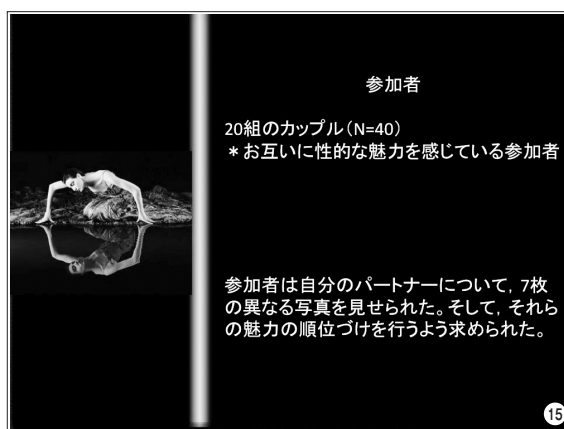 参加者
20組のカップル（N=40）
＊お互いに性的な魅力を感じている参加者
参加者は自分のパートナーについて，7枚
の異なる写真を見せられた。そして，それら
の魅力の順位づけを行うよう求められた。
15